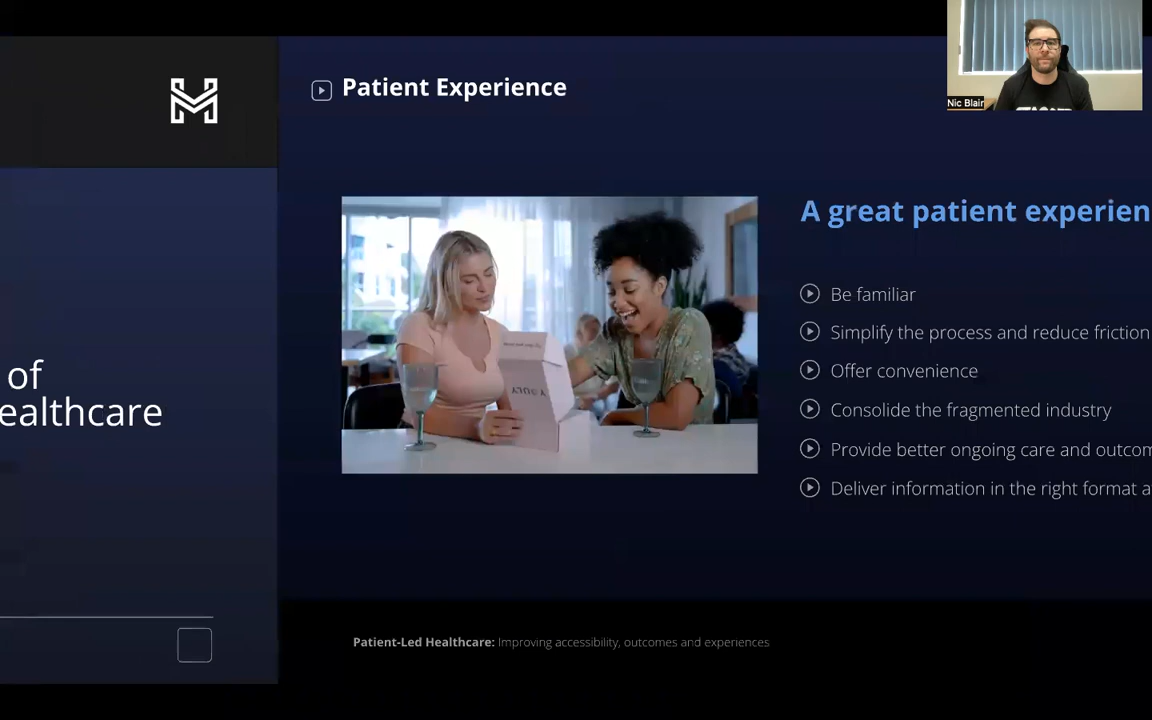 Patient Experience
Nic Blair
of
ealthcare
A great patient experien
Be familiar
Simplify the process and reduce friction
Offer convenience
Consolide the fragmented industry
Provide better ongoing care and outcom
Deliver information in the right format a
Patient-Led Healthcare: Improving accessibility, outcomes and experiences